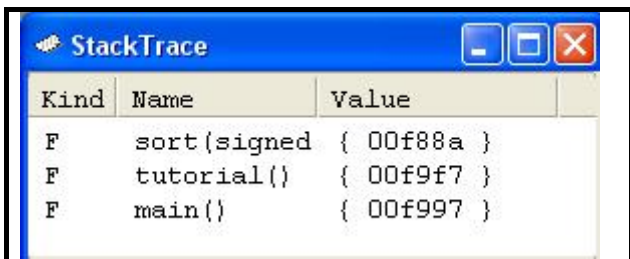 StackTrace
Kind Name Value
F sort(signed { 00f88a }
F tutorial() { 00f9f7 }
F main() { 00f997 }